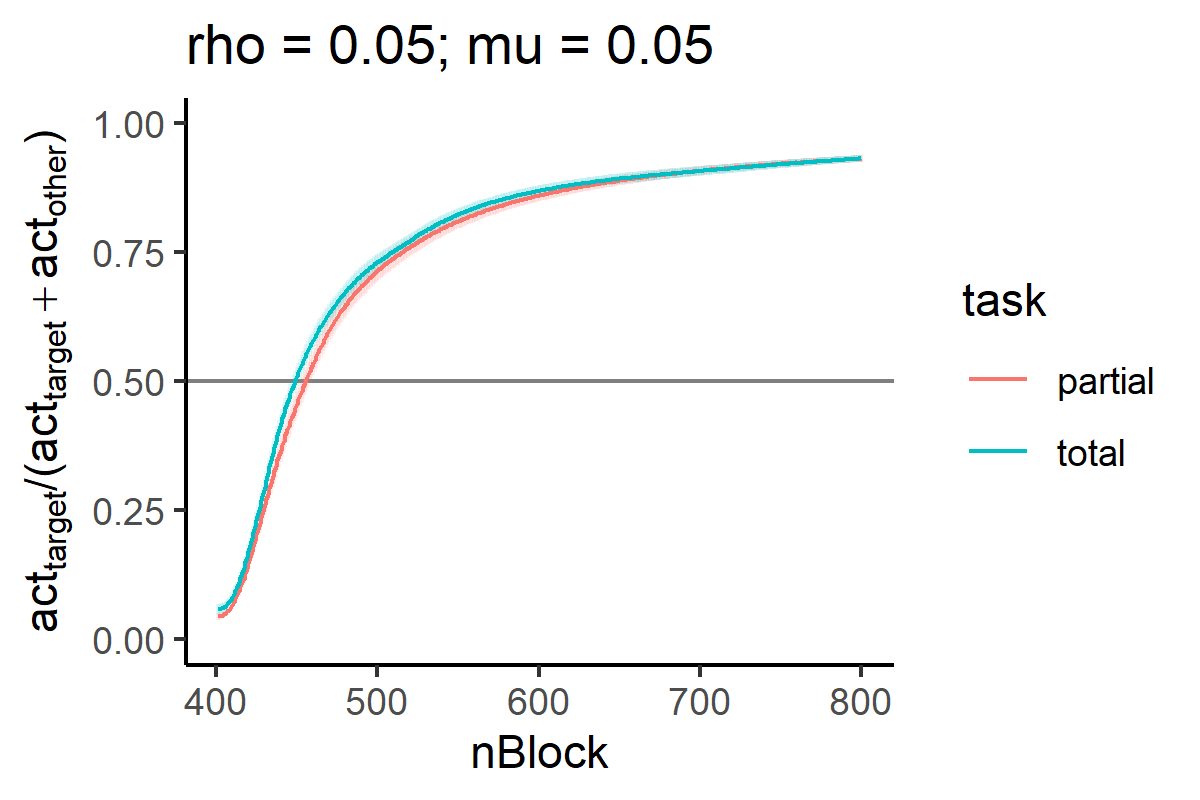 rho = 0.05; mu = 0.05
act_target/(act_target + act_other)
1.00
0.75
0.50
0.25
0.00
400 500 600 700 800
nBlock
task
partial
total